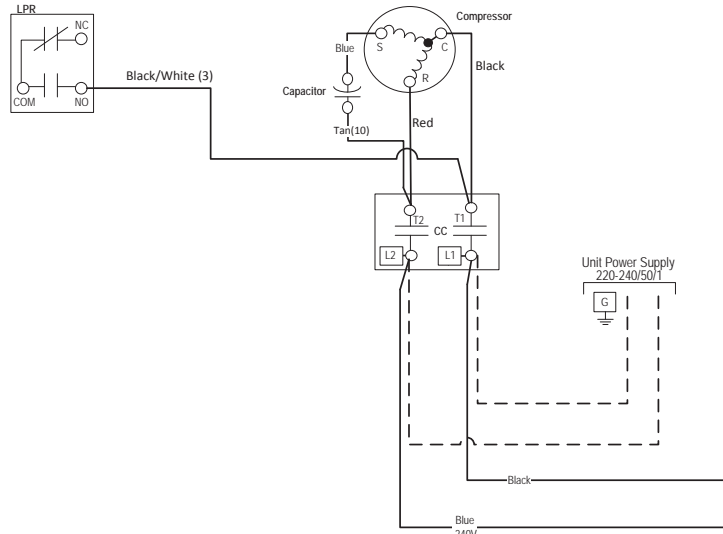 LPR
NC
COM
NO
Black/White (3)
Compressor
Blue
S
C
R
Black
Capacitor
Tan(10)
Red
T2
T1
CC
L2
L1
Unit Power Supply
220-240/50/1
G
Black
Blue
240V